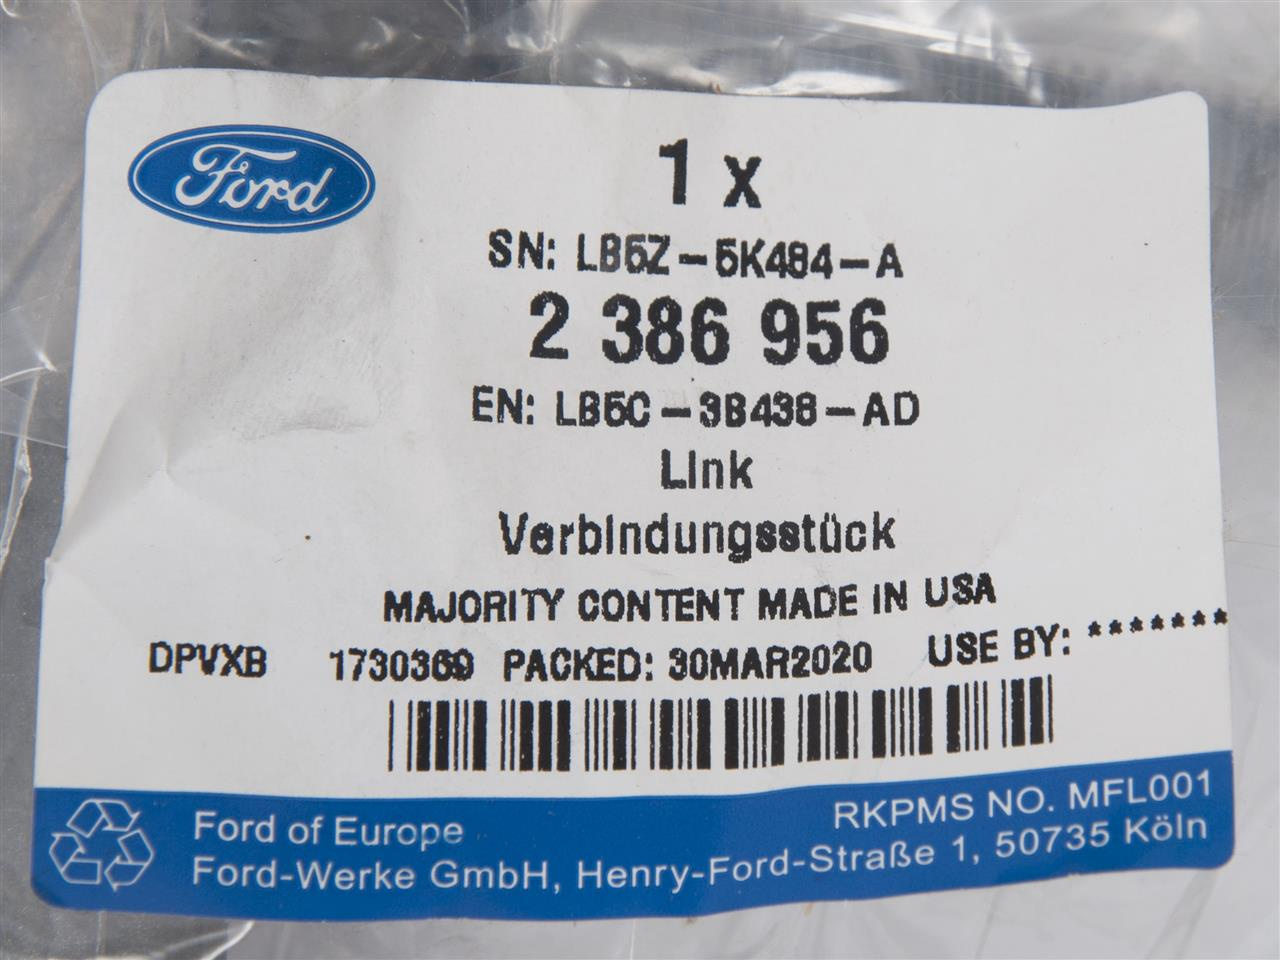 Ford
1 x
SN: LB5Z-5K484-A
2 386 956
EN: LB5C-3B438-AD
Link
Verbindungsstück
MAJORITY CONTENT MADE IN USA
DPVXB 1730369 PACKED: 30MAR2020 USE BY: *******
RKPMS NO. MFL001
Ford of Europe
Ford-Werke GmbH, Henry-Ford-Straße 1, 50735 Köln